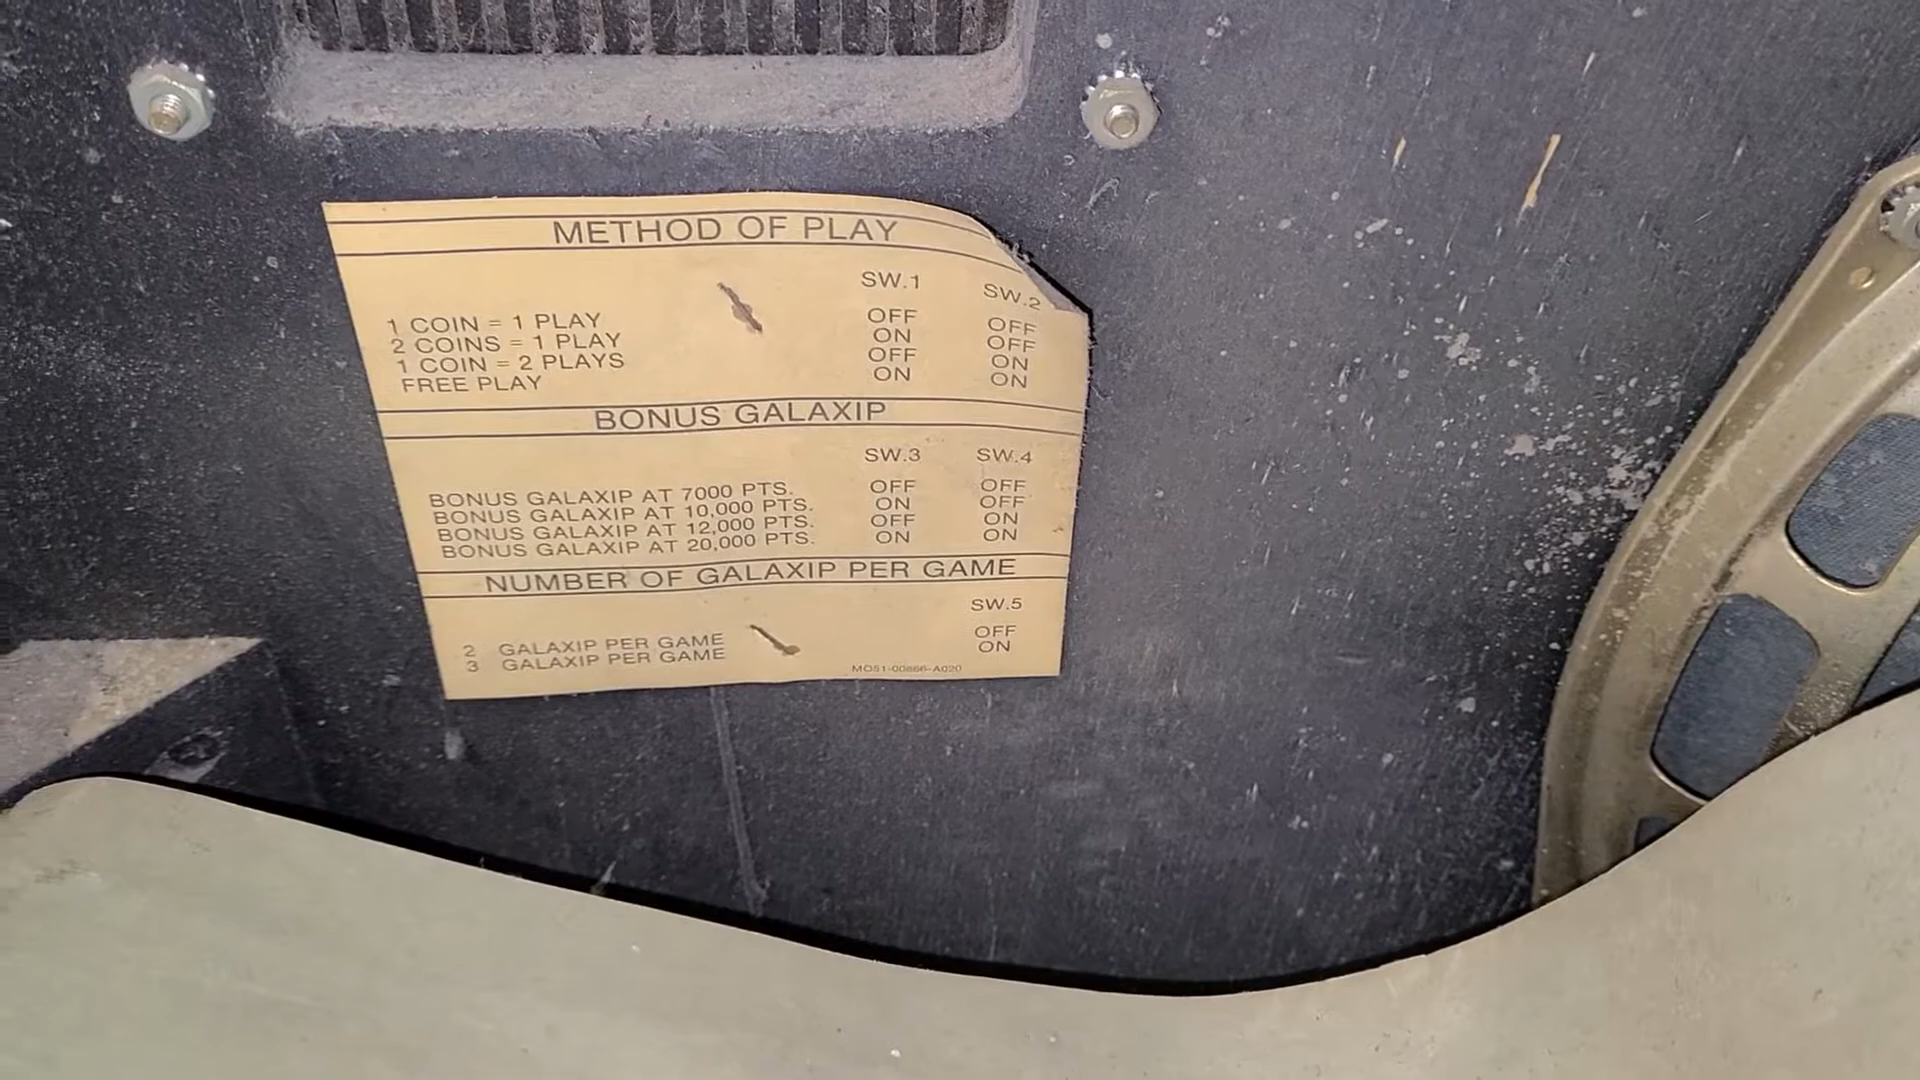 METHOD OF PLAY
SW.1 SW.2
1 COIN = 1 PLAY OFF OFF
2 COINS = 1 PLAY ON OFF
1 COIN = 2 PLAYS OFF ON
FREE PLAY ON ON
BONUS GALAXIP
SW.3 SW.4
BONUS GALAXIP AT 7000 PTS. OFF OFF
BONUS GALAXIP AT 10,000 PTS. ON OFF
BONUS GALAXIP AT 12,000 PTS. OFF ON
BONUS GALAXIP AT 20,000 PTS. ON ON
NUMBER OF GALAXIP PER GAME
SW.5
2 GALAXIP PER GAME OFF
3 GALAXIP PER GAME ON
MO51-00866-A020